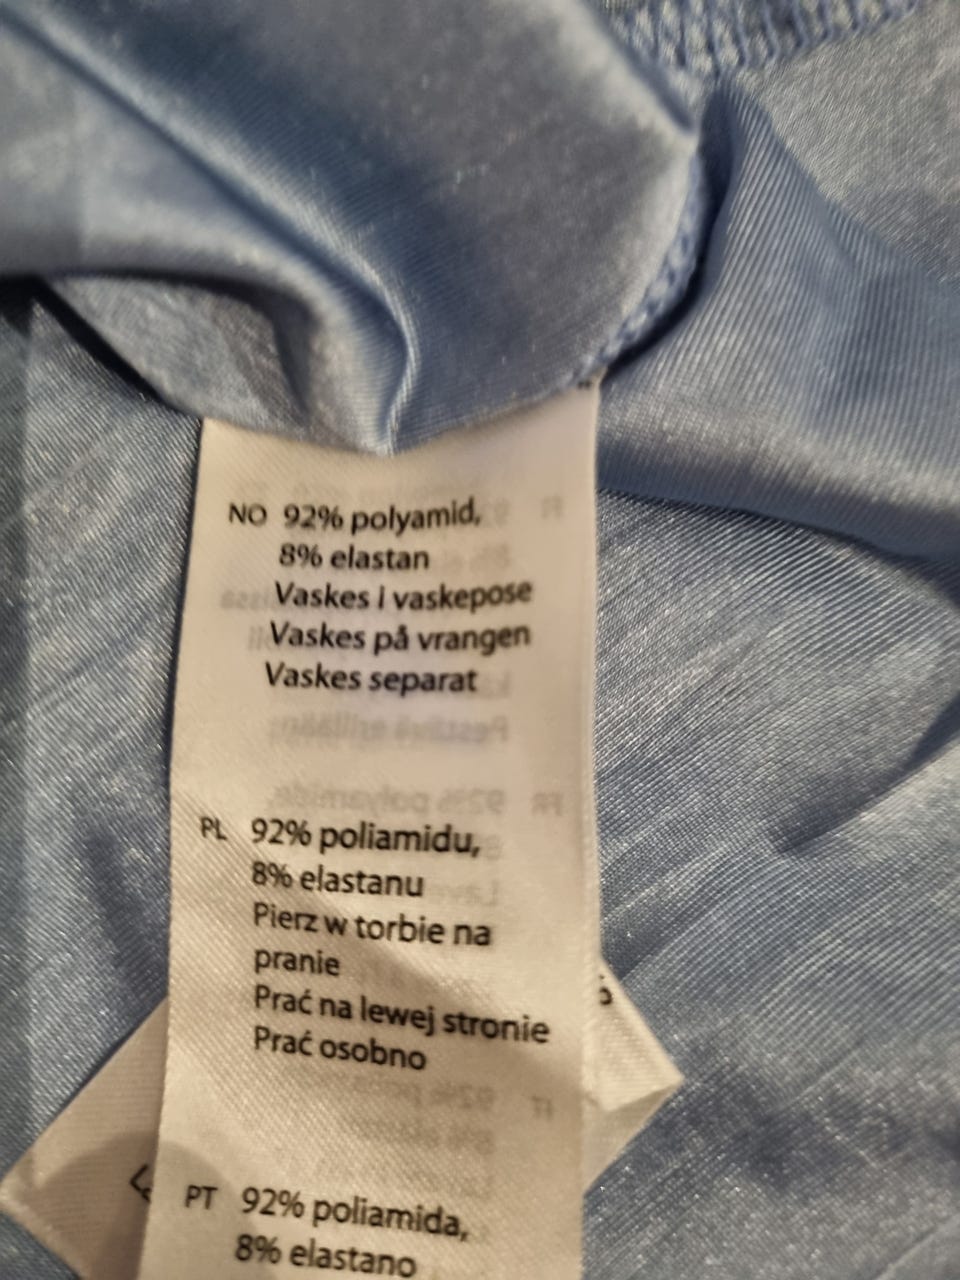 NO 92% polyamid,
8% elastan
Vaskes i vaskepose
Vaskes på vrangen
Vaskes separat
PL 92% poliamidu,
8% elastanu
Pierz w torbie na
pranie
Prać na lewej stronie
Prać osobno
PT 92% poliamida,
8% elastano